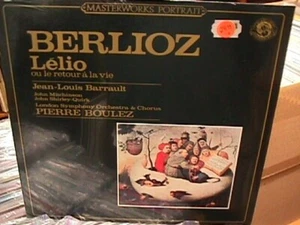 MASTERWORKS PORTRAIT
BERLIOZ
Lélio
ou le retour à la vie
Jean-Louis Barrault
John Mitchinson
John Shirley-Quirk
London Symphony Orchestra & Chorus
PIERRE BOULEZ